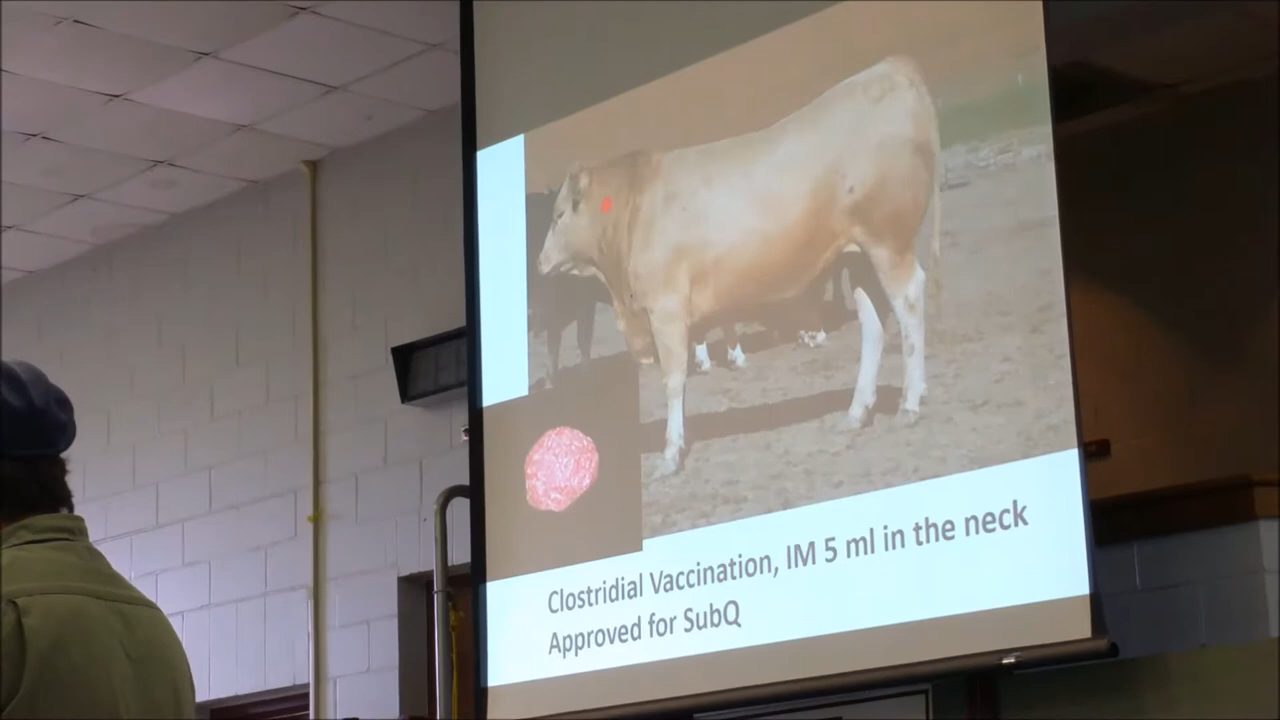 Clostridial Vaccination, IM 5 ml in the neck
Approved for SubQ